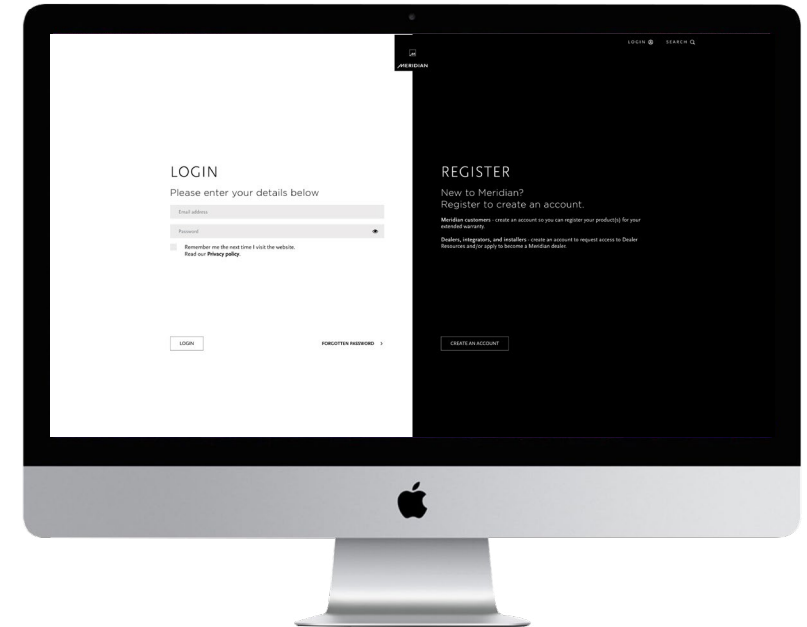 LOGIN SEARCH
MERIDIAN
LOGIN
Please enter your details below
Email address
Password
Remember me the next time I visit the website.
Read our Privacy policy.
LOGIN
FORGOTTEN PASSWORD >
REGISTER
New to Meridian?
Register to create an account.
Meridian customers - create an account so you can register your product(s) for your
extended warranty.
Dealers, integrators, and installers - create an account to request access to Dealer
Resources and/or apply to become a Meridian dealer.
CREATE AN ACCOUNT